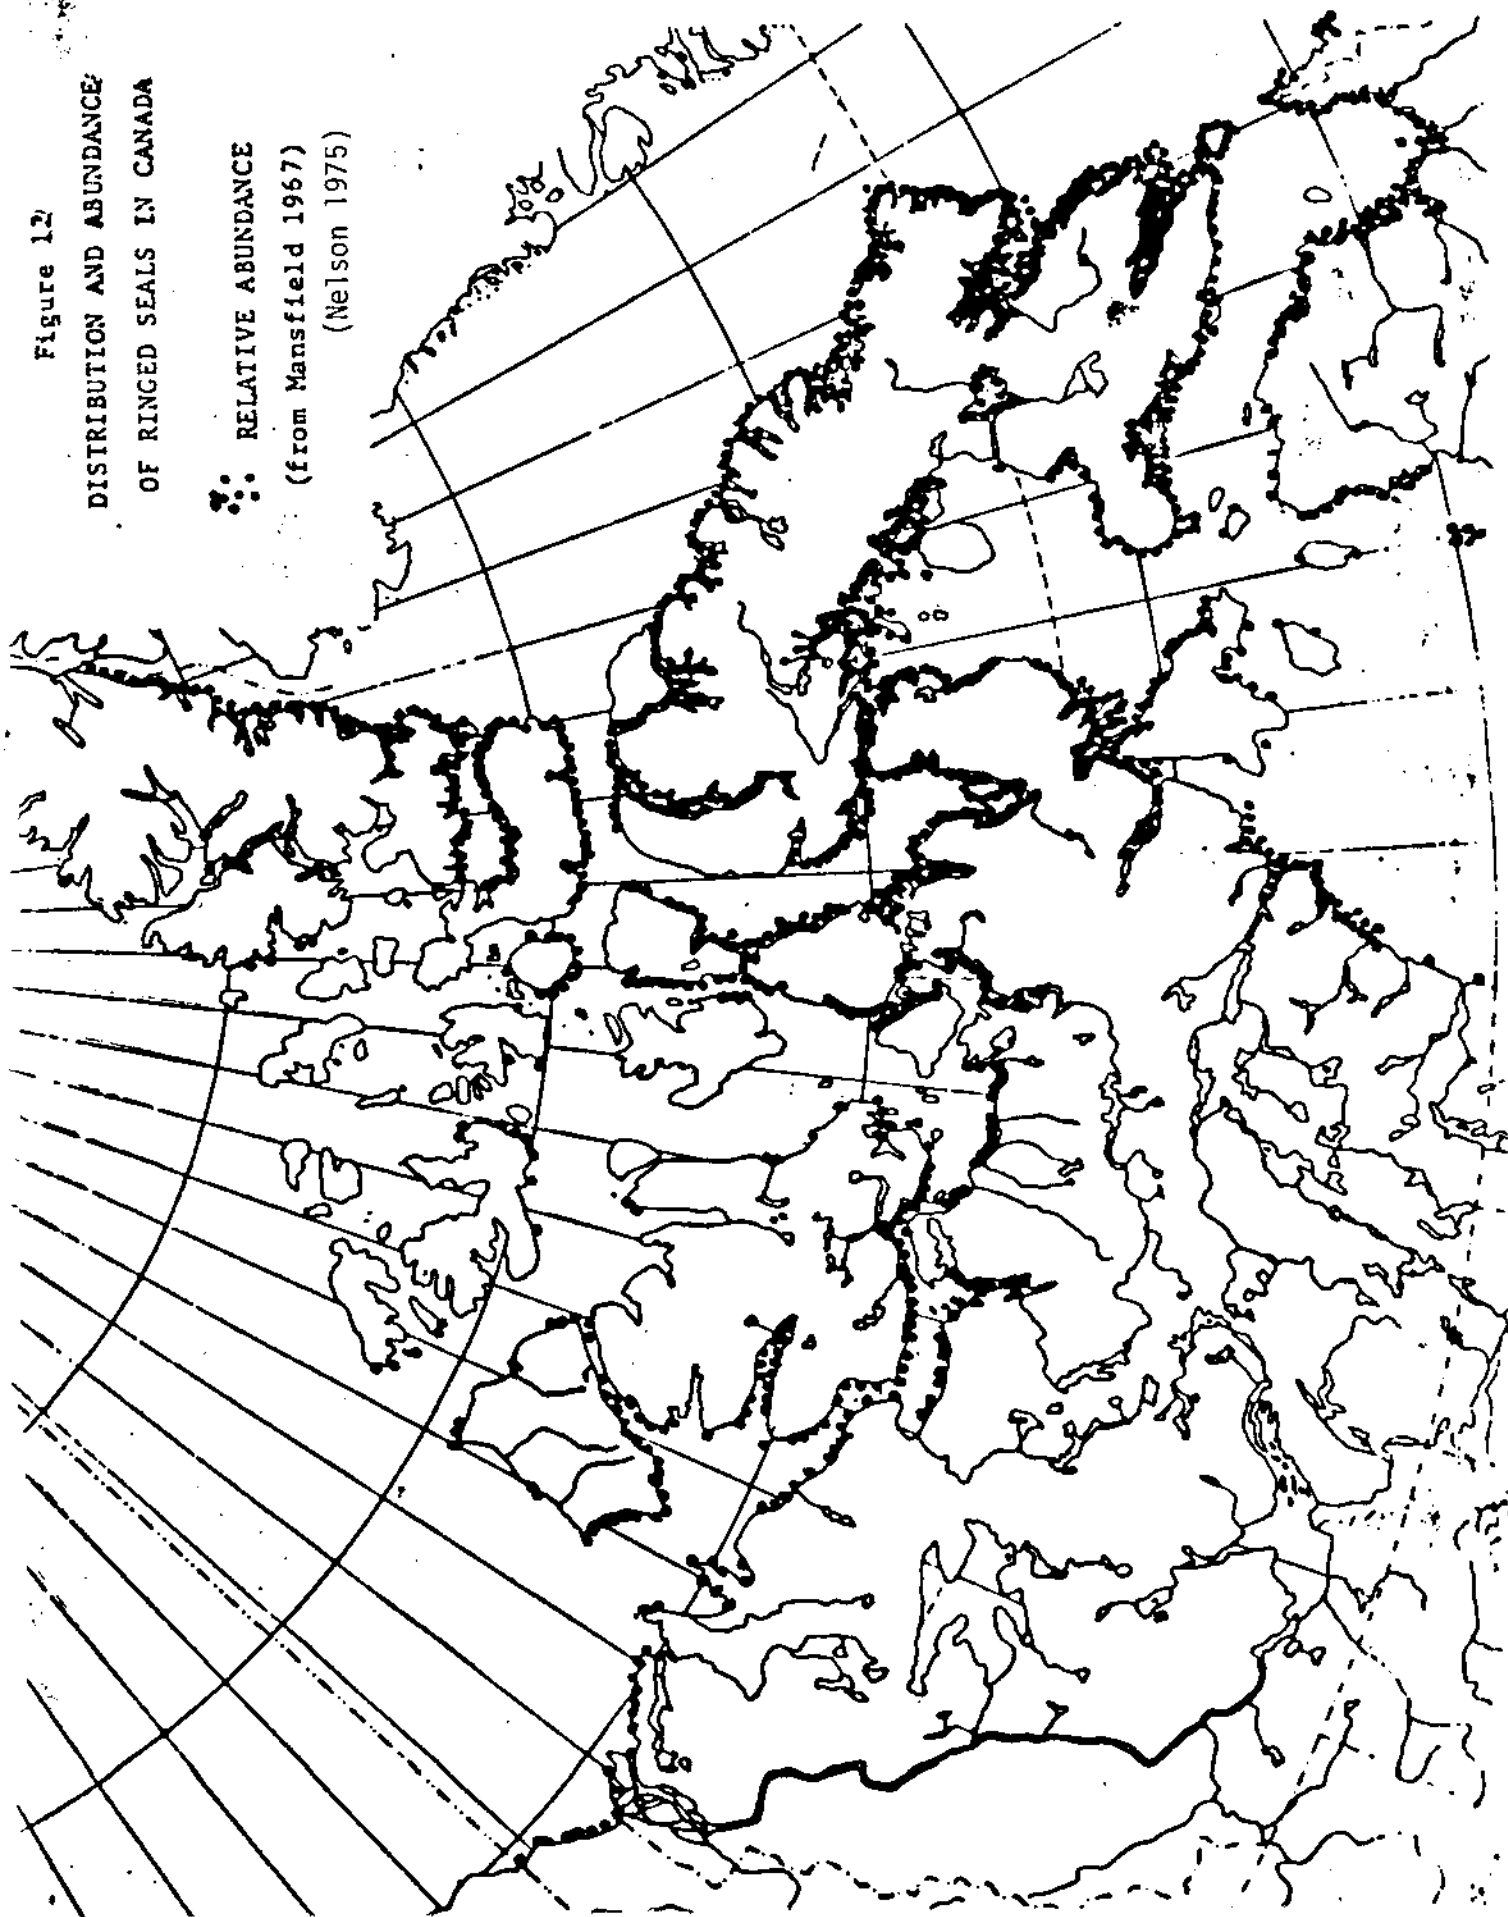 Figure 12
DISTRIBUTION AND ABUNDANCE
OF RINGED SEALS IN CANADA
RELATIVE ABUNDANCE
(from Mansfield 1967)
(Nelson 1975)